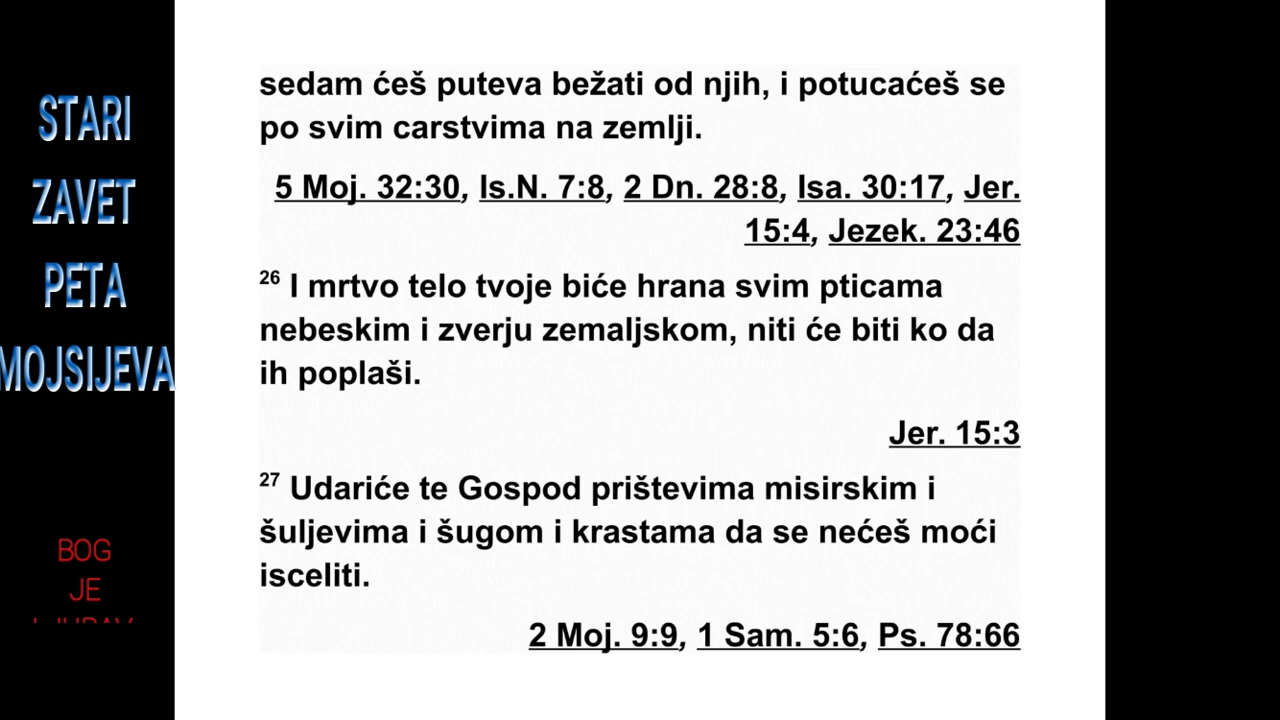 STARI
ZAVET
PETA
MOJSIJEVA
BOG
JE
sedam ćeš puteva bežati od njih, i potucaćeš se
po svim carstvima na zemlji.
5 Moj. 32:30, Is.N. 7:8, 2 Dn. 28:8, Isa. 30:17, Jer.
15:4, Jezek. 23:46
26 I mrtvo telo tvoje biće hrana svim pticama
nebeskim i zverju zemaljskom, niti će biti ko da
ih poplaši.
Jer. 15:3
27 Udariće te Gospod prištevima misirskim i
šuljevima i šugom i krastama da se nećeš moći
isceliti.
2 Moj. 9:9, 1 Sam. 5:6, Ps. 78:66